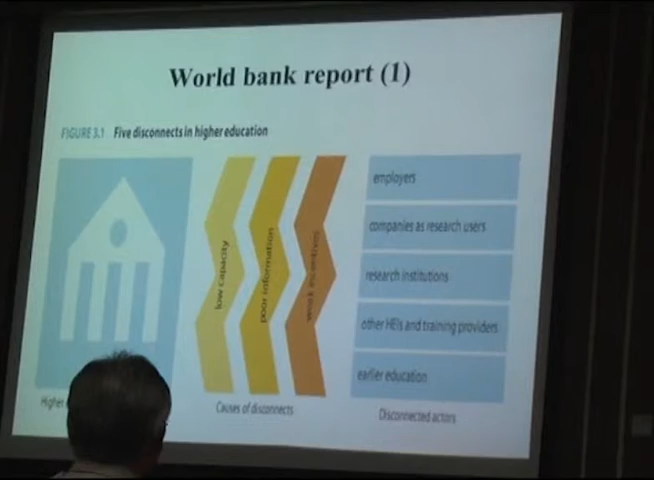 World bank report (1)
FIGURE 3.1 Five disconnects in higher education
low capacity
poor information
weak incentives
employers
companies as research users
research institutions
other HEIs and training providers
earlier education
Higher
Causes of disconnects
Disconnected actors